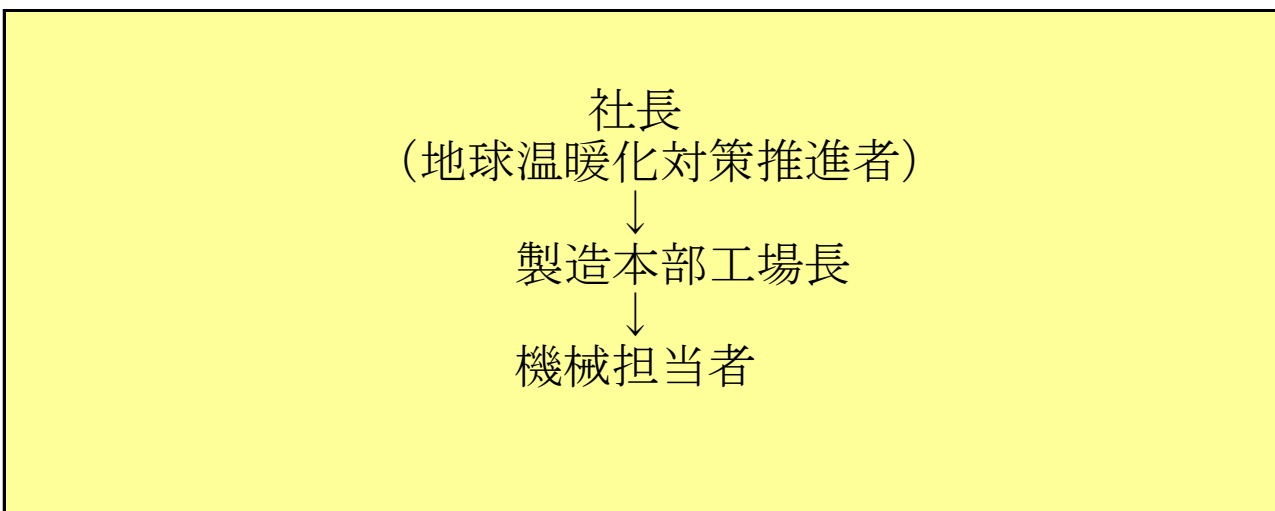 社長
（地球温暖化対策推進者）
↓
製造本部工場長
↓
機械担当者